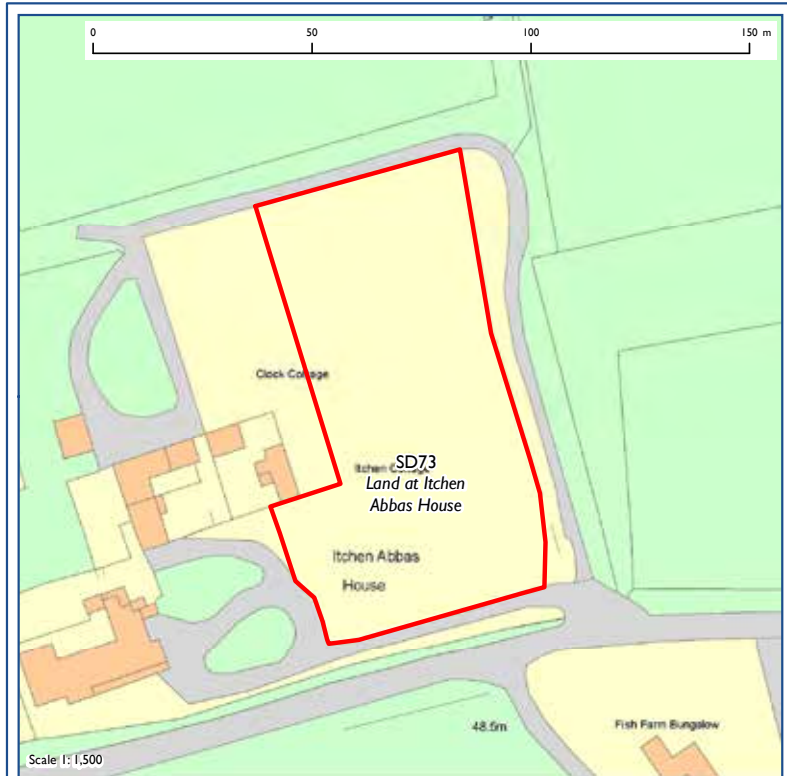 0 50 100 150 m
Clock Cottage
SD73
Land at Itchen
Abbas House
Itchen Abbas
House
48.5m
Fish Farm Bungalow
Scale 1: 1,500